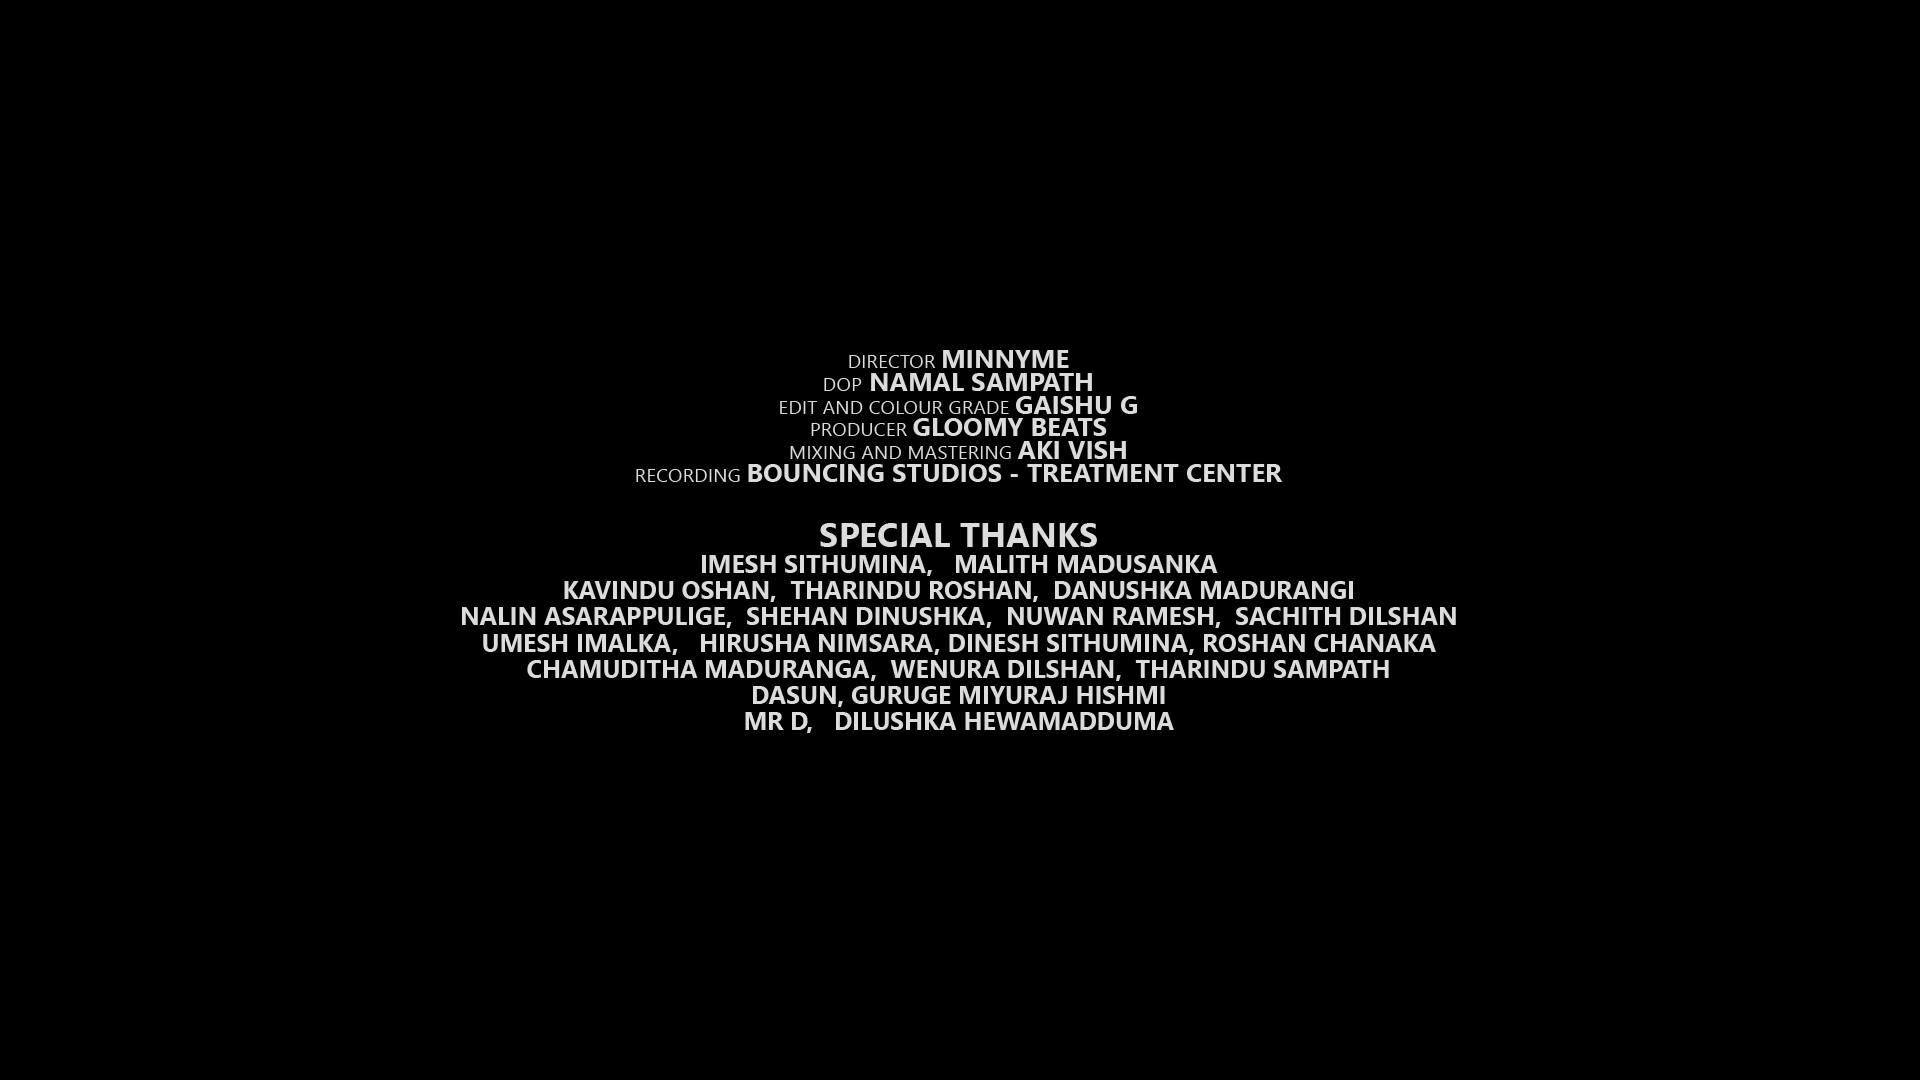 DIRECTOR MINNYME
DOP NAMAL SAMPATH
EDIT AND COLOUR GRADE GAISHU G
PRODUCER GLOOMY BEATS
MIXING AND MASTERING AKI VISH
RECORDING BOUNCING STUDIOS - TREATMENT CENTER
SPECIAL THANKS
IMESH SITHUMINA, MALITH MADUSANKA
KAVINDU OSHAN, THARINDU ROSHAN, DANUSHKA MADURANGI
NALIN ASARAPPULIGE, SHEHAN DINUSHKA, NUWAN RAMESH, SACHITH DILSHAN
UMESH IMALKA, HIRUSHA NIMSARA, DINESH SITHUMINA, ROSHAN CHANAKA
CHAMUDITHA MADURANGA, WENURA DILSHAN, THARINDU SAMPATH
DASUN, GURUGE MIYURAJ HISHMI
MR D, DILUSHKA HEWAMADDUMA